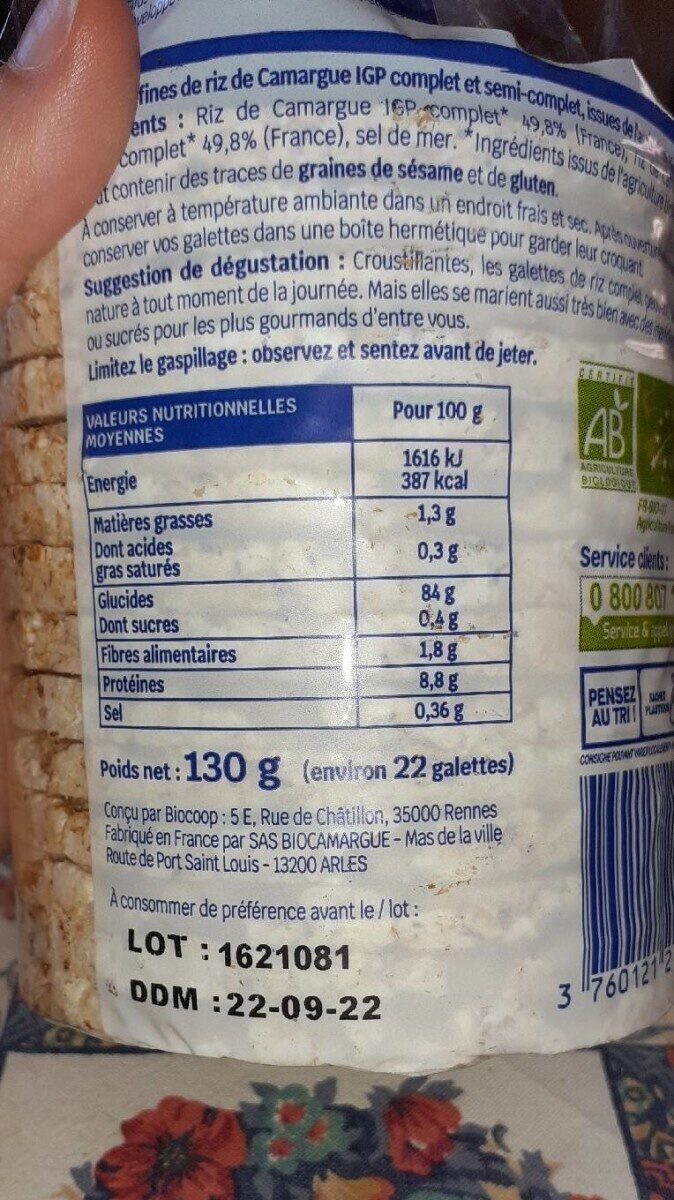 fines de riz de Camargue IGP complet et semi-complet, issues de
ents : Riz de Camargue IGP complet* 49,8% (France), riz
complet* 49,8% (France), sel de mer. *Ingrédients issus de l'agriculture
ut contenir des traces de graines de sésame et de gluten.
A conserver à température ambiante dans un endroit frais et sec. Après ouverture
conserver vos galettes dans une boîte hermétique pour garder leur croquant
Suggestion de dégustation : Croustillantes, les galettes de riz complet
nature à tout moment de la journée. Mais elles se marient aussi très bien avec des
ou sucrés pour les plus gourmands d'entre vous.
Limitez le gaspillage : observez et sentez avant de jeter.
VALEURS NUTRITIONNELLES
MOYENNES
Pour 100 g
Energie
1616 kJ
387 kcal
Matières grasses 1,3 g
Dont acides
gras saturés 0,3 g
Glucides 84 g
Dont sucres 0,4 g
Fibres alimentaires 1,8 g
Protéines 8,8 g
Sel 0,36 g
Poids net : 130 g (environ 22 galettes)
Conçu par Biocoop : 5 E, Rue de Châtillon, 35000 Rennes
Fabriqué en France par SAS BIOCAMARGUE - Mas de la ville
Route de Port Saint Louis - 13200 ARLES
À consommer de préférence avant le / lot :
LOT : 1621081
DDM : 22-09-22
CERTIFIÉ
AB
AGRICULTURE
BIOLOGIQUE
Service clients :
0 800 807
Service &
PENSEZ
AU TRI !
3 760121 2